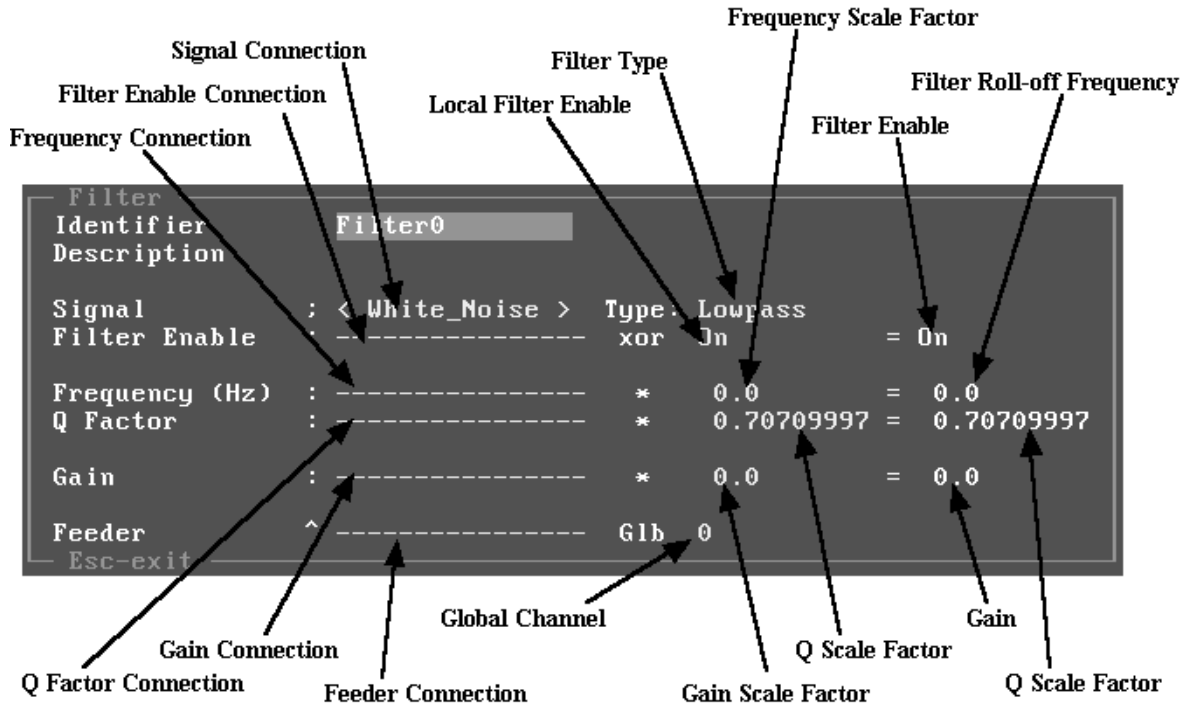 Frequency Scale Factor
Signal Connection
Filter Type
Filter Roll-off Frequency
Filter Enable Connection
Local Filter Enable
Filter Enable
Frequency Connection
Filter
Identifier Filter0
Description
Signal : < White_Noise > Type: Lowpass
Filter Enable : ---------------- xor On = On
Frequency (Hz) : ---------------- * 0.0 = 0.0
Q Factor : ---------------- * 0.70709997 = 0.70709997
Gain : ---------------- * 0.0 = 0.0
Feeder ^ ---------------- Glb 0
Esc-exit
Global Channel
Gain
Gain Connection
Q Scale Factor
Q Factor Connection
Feeder Connection
Gain Scale Factor
Q Scale Factor